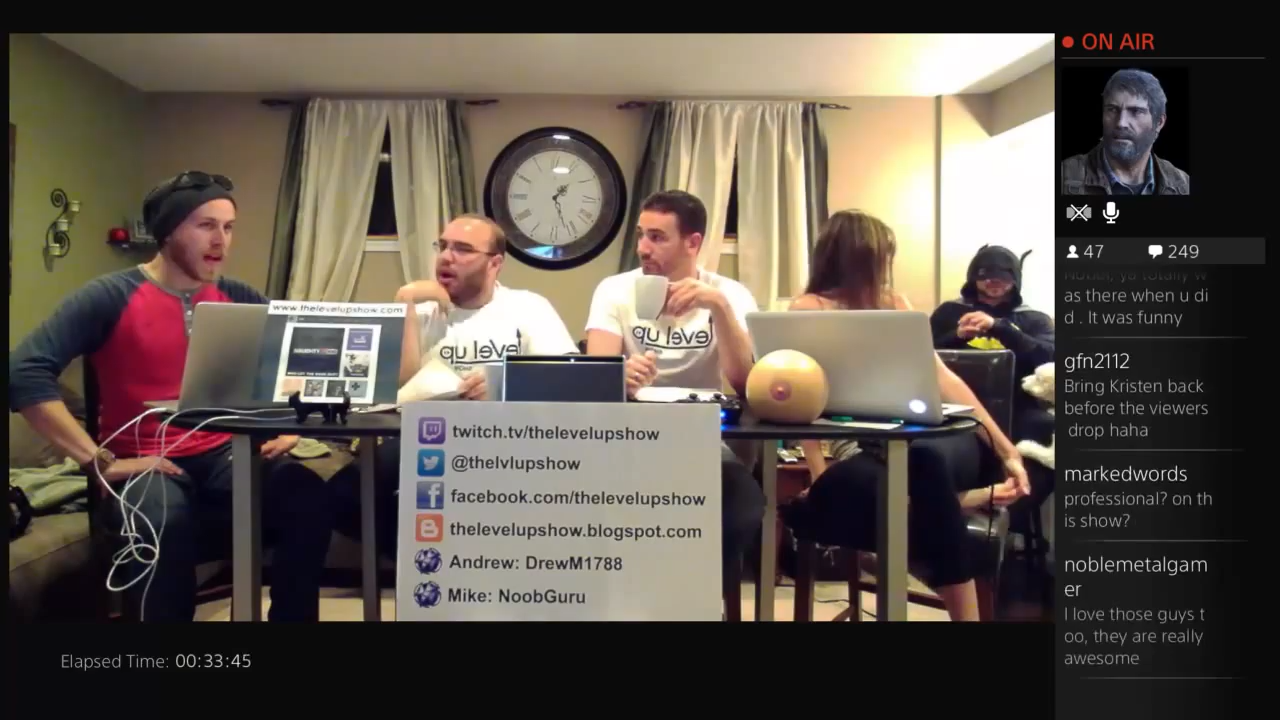 ON AIR
47 249
as there when u di
d . It was funny
gfn2112
Bring Kristen back
before the viewers
drop haha
markedwords
professional? on th
is show?
noblemetalgam
er
I love those guys t
oo, they are really
awesome
www.thelevelupshow.com
level up
level up
twitch.tv/thelevelupshow
@thelvlupshow
facebook.com/thelevelupshow
thelevelupshow.blogspot.com
Andrew: DrewM1788
Mike: NoobGuru
Elapsed Time: 00:33:45